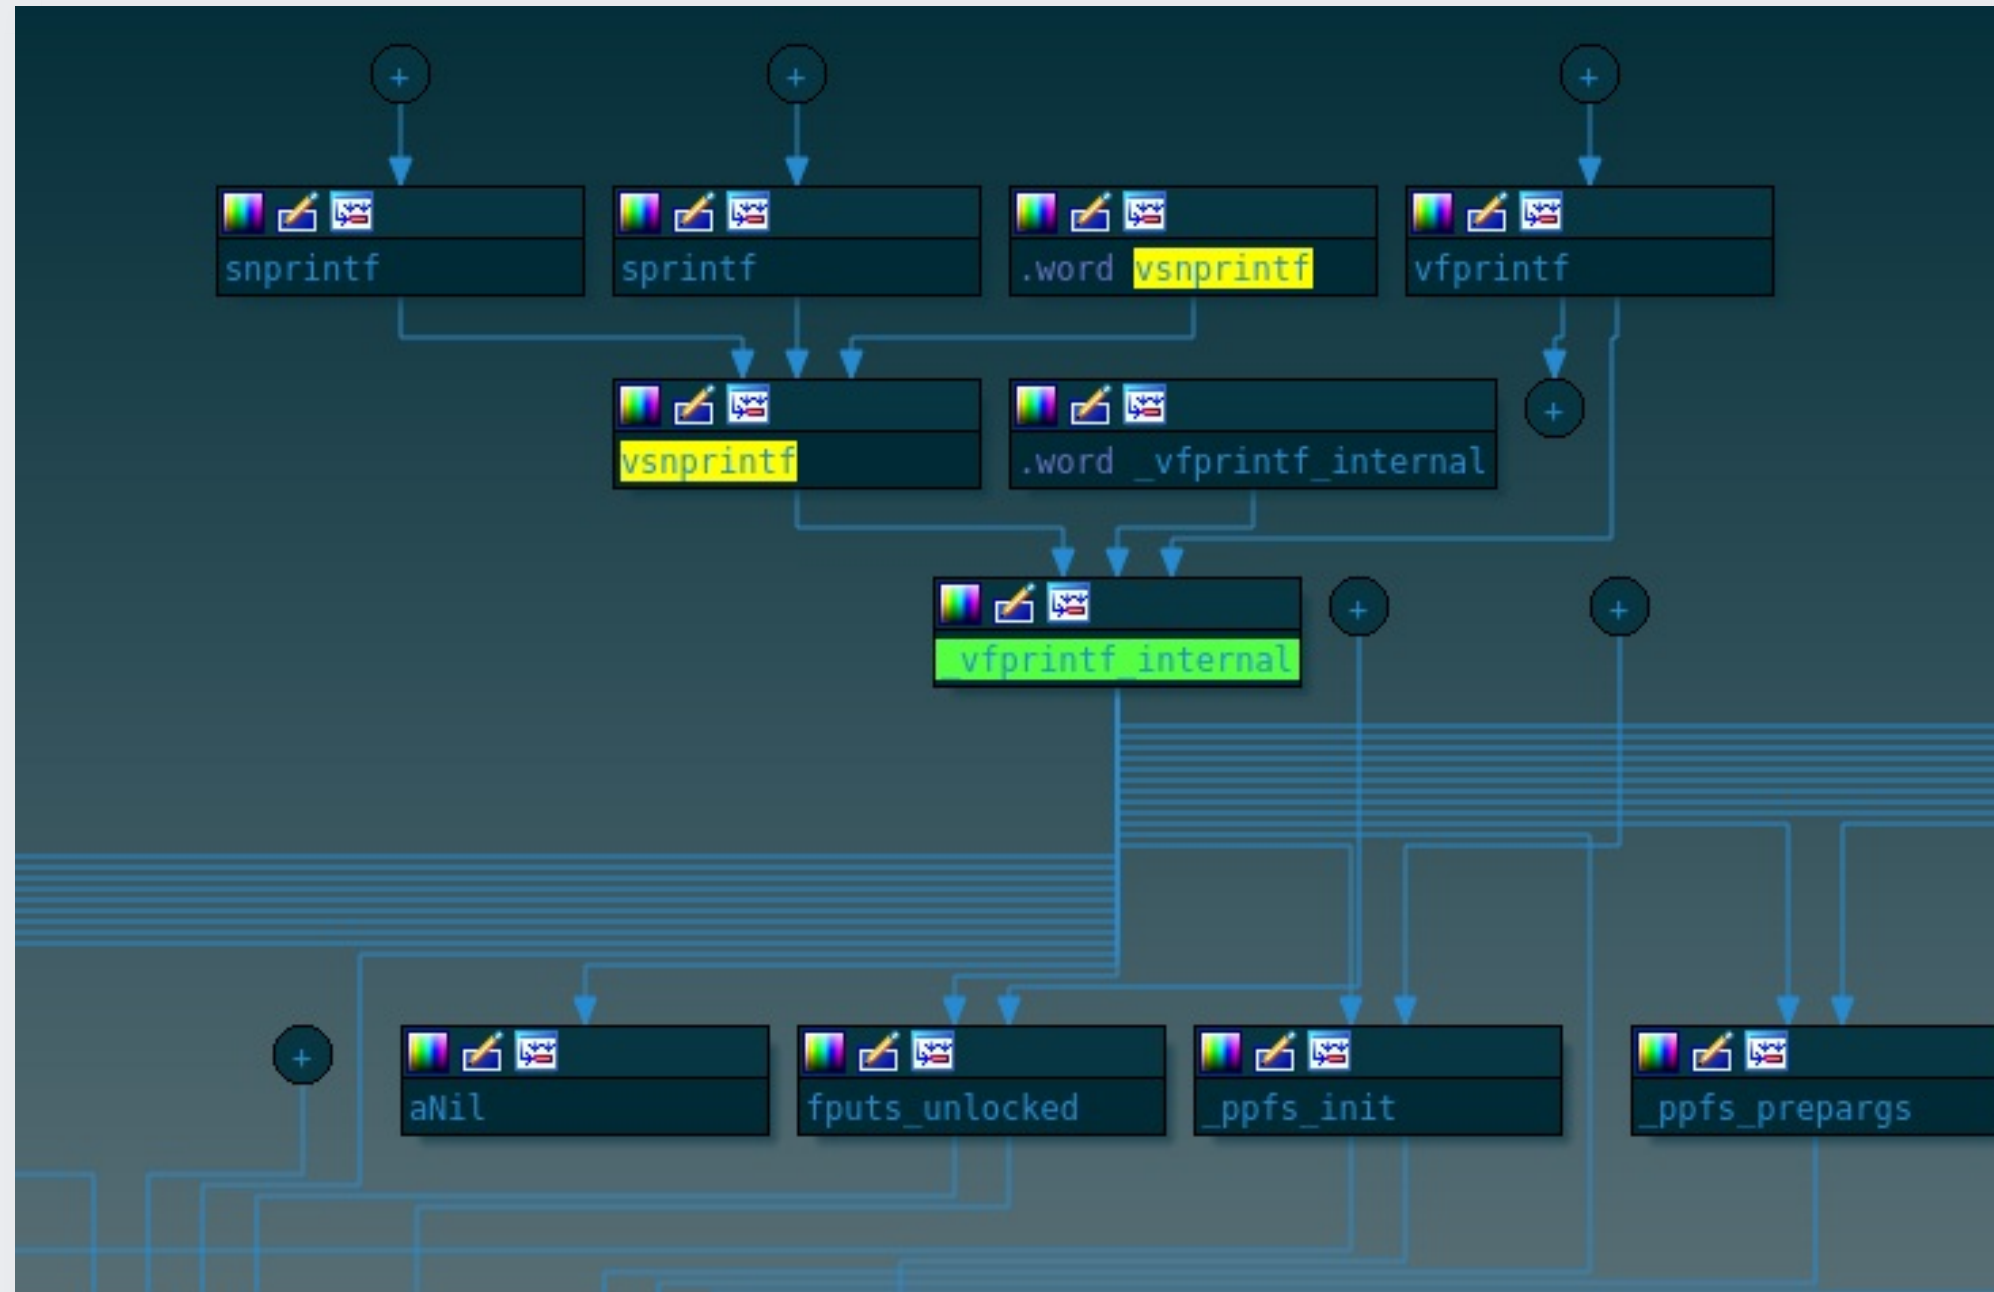 +
+
+
snprintf
sprintf
.word vsnprintf
vfprintf
vsnprintf
.word _vfprintf_internal
+
_vfprintf_internal
+
+
+
aNil
fputs_unlocked
_ppfs_init
_ppfs_prepargs